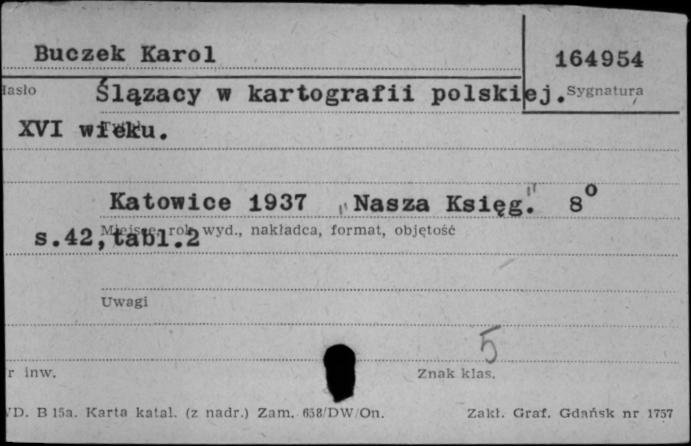 Buczek Karol
164954
Hasło
Ślązacy w kartografii polskiej.
Sygnatura
XVI wieku.
Katowice 1937 „Nasza Księg." 8°
Miejsce, rok wyd., nakładca, format, objętość
s.42,tabl.2
Uwagi
5
r inw.
Znak klas.
D. B 15a. Karta katal. (z nadr.) Zam. 658/DW/On.
Zakł. Graf. Gdańsk nr 1757